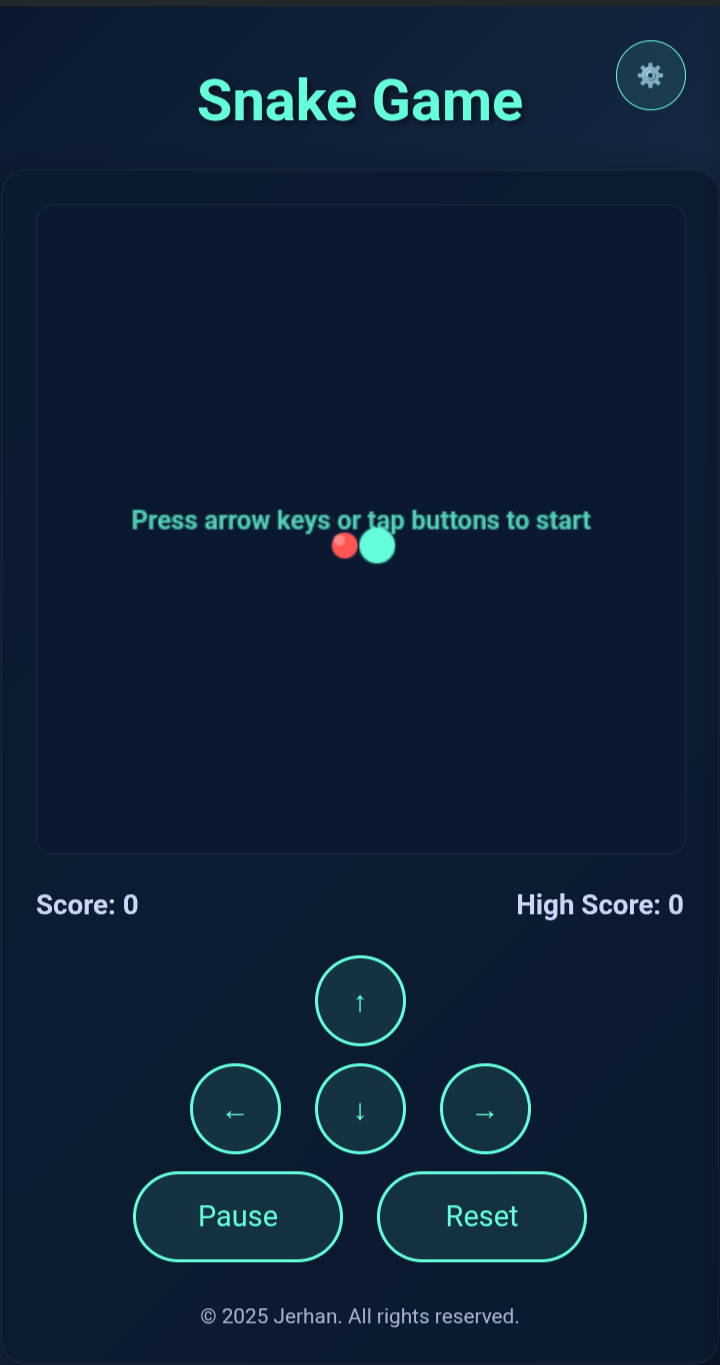 Snake Game
Press arrow keys or tap buttons to start
Score: 0
High Score: 0
↑
← ↓ →
Pause
Reset
© 2025 Jerhan. All rights reserved.